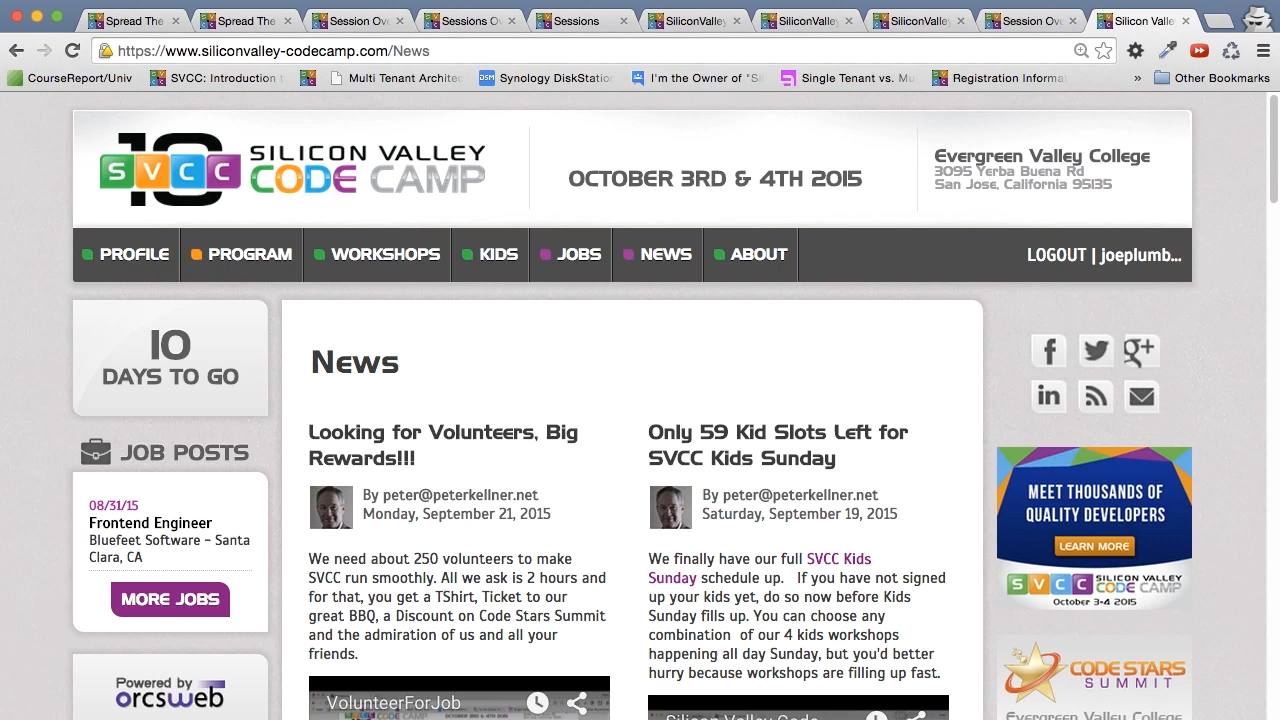 Spread The
Spread The
Session Ov
Sessions O
Sessions
SiliconValley
SiliconValle
SiliconValley
Session Ov
Silicon Valle
https://www.siliconvalley-codecamp.com/News
CourseReport/Univ
SVCC: Introduction t
Multi Tenant Architec
Synology DiskStation
I'm the Owner of "Sil
Single Tenant vs. Mu
Registration Informat
»
Other Bookmarks
10
SVCC
SILICON VALLEY
CODE CAMP
OCTOBER 3RD & 4TH 2015
Evergreen Valley College
3095 Yerba Buena Rd
San Jose, California 95135
PROFILE
PROGRAM
WORKSHOPS
KIDS
JOBS
NEWS
ABOUT
LOGOUT | joeplumb...
10
DAYS TO GO
JOB POSTS
08/31/15
Frontend Engineer
Bluefeet Software - Santa
Clara, CA
MORE JOBS
Powered by
orcsweb
News
Looking for Volunteers, Big
Rewards!!!
By peter@peterkellner.net
Monday, September 21, 2015
We need about 250 volunteers to make
SVCC run smoothly. All we ask is 2 hours and
for that, you get a TShirt, Ticket to our
great BBQ, a Discount on Code Stars Summit
and the admiration of us and all your
friends.
VolunteerForJob
Only 59 Kid Slots Left for
SVCC Kids Sunday
By peter@peterkellner.net
Saturday, September 19, 2015
We finally have our full SVCC Kids
Sunday schedule up. If you have not signed
up your kids yet, do so now before Kids
Sunday fills up. You can choose any
combination of our 4 kids workshops
happening all day Sunday, but you'd better
hurry because workshops are filling up fast.
Silicon Valley Code
MEET THOUSANDS OF
QUALITY DEVELOPERS
LEARN MORE
SVCC
SILICON VALLEY
CODE CAMP
October 3-4 2015
CODE STARS
SUMMIT
Evergreen Valley